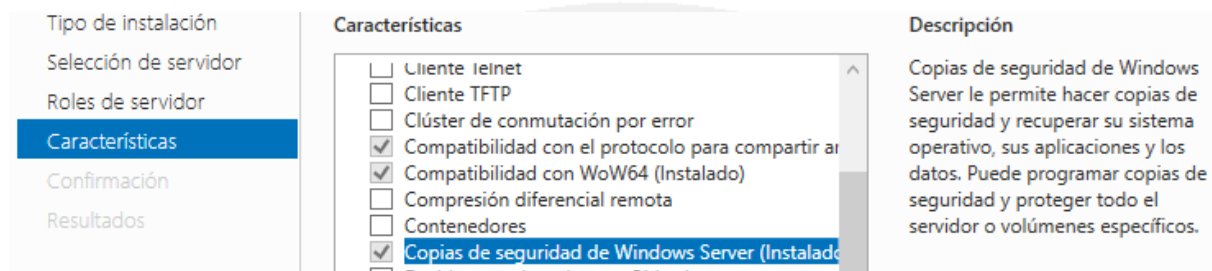 Tipo de instalación
Selección de servidor
Roles de servidor
Características
Confirmación
Resultados
Características
Cliente Telnet
Cliente TFTP
Clúster de conmutación por error
Compatibilidad con el protocolo para compartir ar
Compatibilidad con WoW64 (Instalado)
Compresión diferencial remota
Contenedores
Copias de seguridad de Windows Server (Instalado
Descripción
Copias de seguridad de Windows
Server le permite hacer copias de
seguridad y recuperar su sistema
operativo, sus aplicaciones y los
datos. Puede programar copias de
seguridad y proteger todo el
servidor o volúmenes específicos.